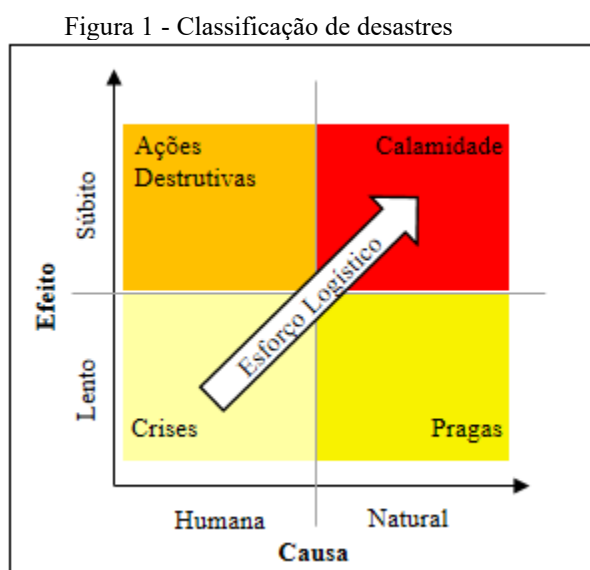 Figura 1 - Classificação de desastres
Ações
Destrutivas
Calamidade
Súbito
Esforço Logístico
Efeito
Lento
Crises
Pragas
Humana
Natural
Causa